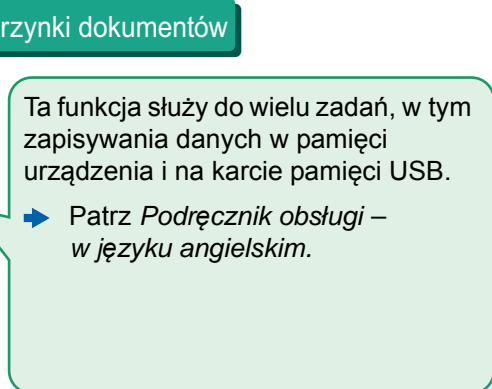 rzynki dokumentów
Ta funkcja służy do wielu zadań, w tym
zapisywania danych w pamięci
urządzenia i na karcie pamięci USB.
Patrz Podręcznik obsługi –
w języku angielskim.